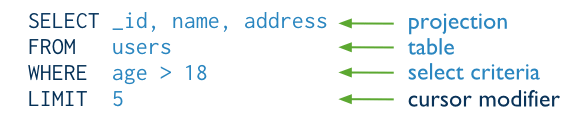 SELECT _id, name, address projection
FROM users table
WHERE age > 18 select criteria
LIMIT 5 cursor modifier